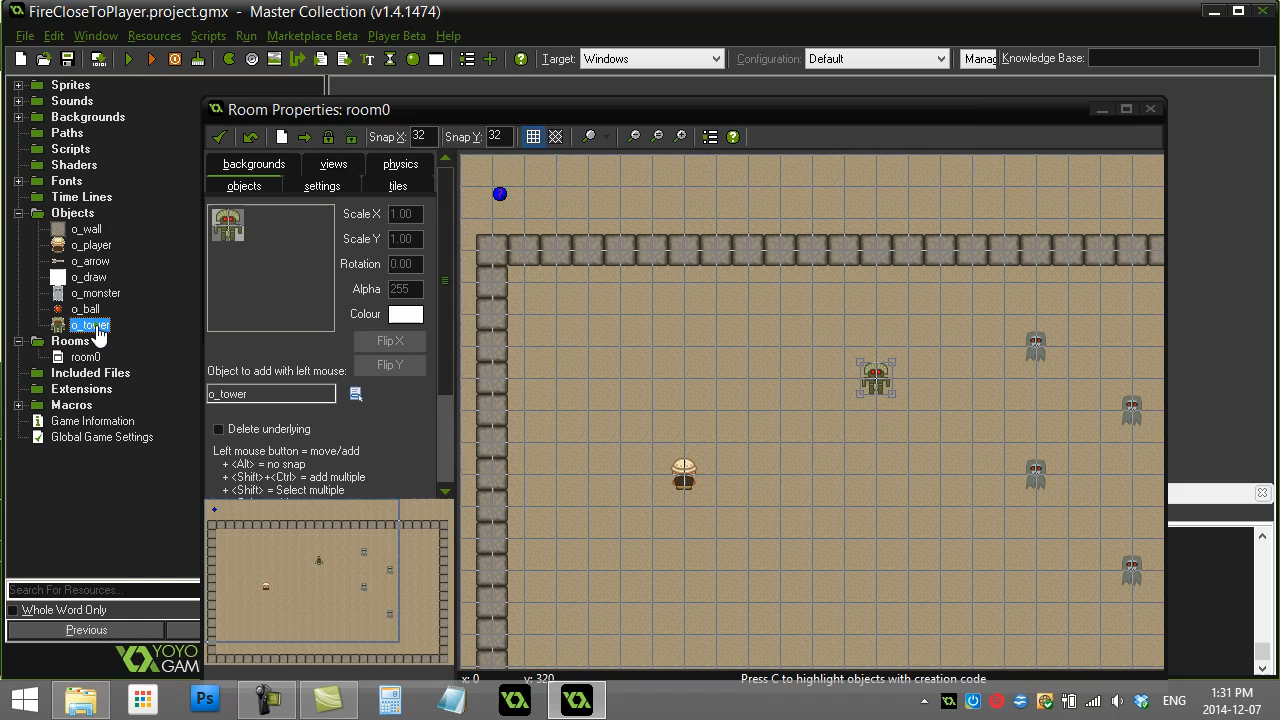 FireCloseToPlayer.project.gmx - Master Collection (v1.4.1474)
File Edit Window Resources Scripts Run Marketplace Beta Player Beta Help
Target: Windows Configuration: Default Manag Knowledge Base:
Sprites
Sounds
Backgrounds
Paths
Scripts
Shaders
Fonts
Time Lines
Objects
o_wall
o_player
o_arrow
o_draw
o_monster
o_ball
o_tower
Rooms
room0
Included Files
Extensions
Macros
Game Information
Global Game Settings
Search For Resources...
Whole Word Only
Previous
YOYO
GAM
Room Properties: room0
Snap X: 32 Snap Y: 32
backgrounds views physics
objects settings tiles
Scale X 1.00
Scale Y 1.00
Rotation 0.00
Alpha 255
Colour
Flip X
Flip Y
Object to add with left mouse:
o_tower
Delete underlying
Left mouse button = move/add
+ <Alt> = no snap
+ <Shift>+<Ctrl> = add multiple
+ <Shift> = Select multiple
?
x: 0 y: 320 Press C to highlight objects with creation code
Ps
ENG
1:31 PM
2014-12-07